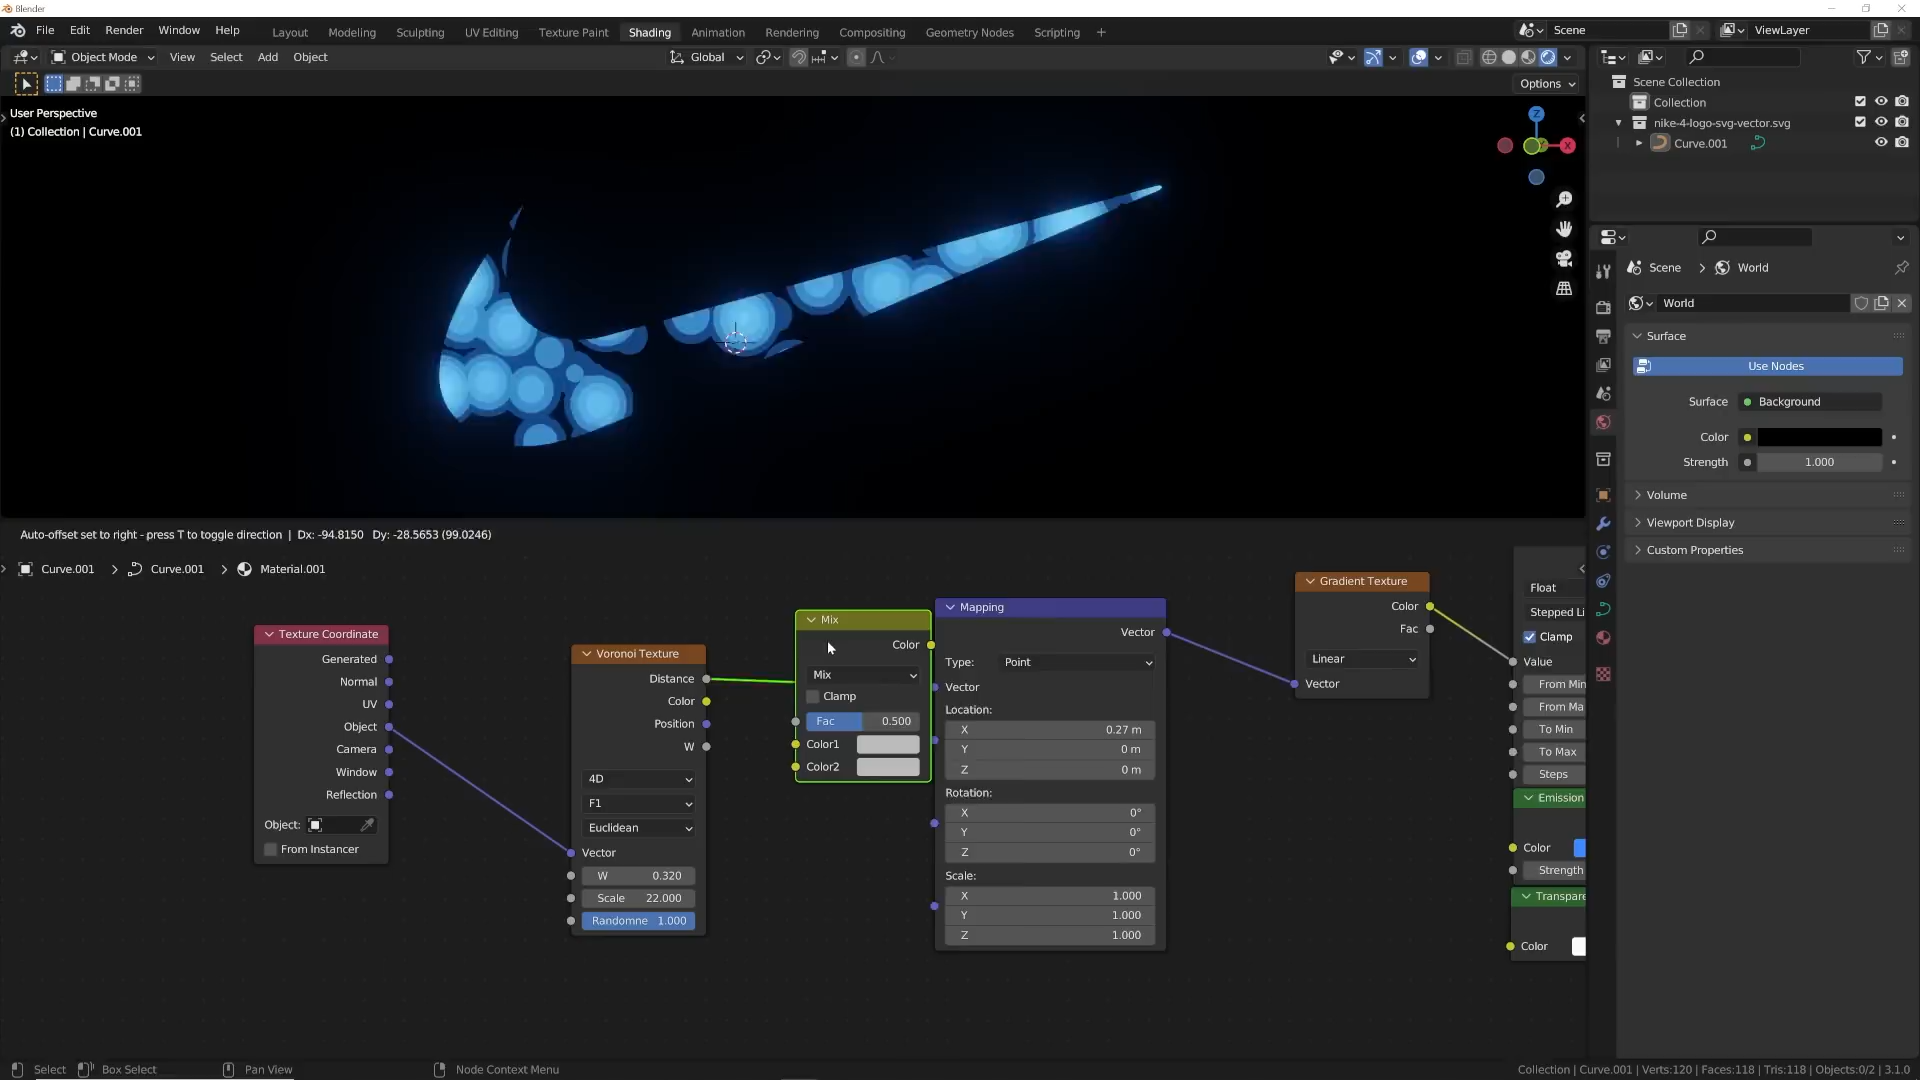 Blender
File Edit Render Window Help Layout Modeling Sculpting UV Editing Texture Paint Shading Animation Rendering Compositing Geometry Nodes Scripting + Scene ViewLayer
Object Mode View Select Add Object Global
Options
User Perspective
(1) Collection | Curve.001
Z
X
Scene Collection
Collection
nike-4-logo-svg-vector.svg
Curve.001
Scene > World
World
Surface
Use Nodes
Surface Background
Color
Strength 1.000
Volume
Viewport Display
Custom Properties
Auto-offset set to right - press T to toggle direction | Dx: -94.8150 Dy: -28.5653 (99.0246)
Curve.001 > Curve.001 > Material.001
Texture Coordinate
Generated
Normal
UV
Object
Camera
Window
Reflection
Object:
From Instancer
Voronoi Texture
Distance
Color
Position
W
4D
F1
Euclidean
Vector
W 0.320
Scale 22.000
Randomne 1.000
Mix
Color
Mix
Clamp
Fac 0.500
Color1
Color2
Mapping
Vector
Type: Point
Vector
Location:
X 0.27 m
Y 0 m
Z 0 m
Rotation:
X 0°
Y 0°
Z 0°
Scale:
X 1.000
Y 1.000
Z 1.000
Gradient Texture
Color
Fac
Linear
Vector
Float
Stepped Li
Clamp
Value
From Min
From Ma
To Min
To Max
Steps
Emission
Color
Strength
Transpare
Color
Select Box Select Pan View Node Context Menu
Collection | Curve.001 | Verts:120 | Faces:118 | Tris:118 | Objects:0/2 | 3.1.0